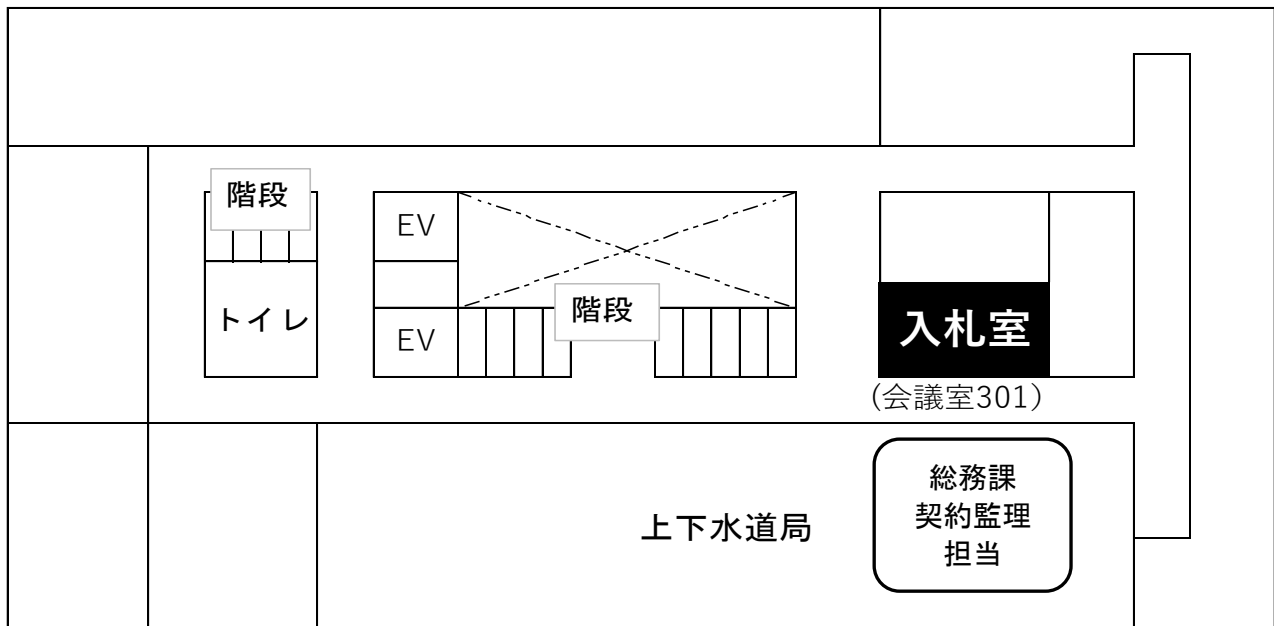 階段
EV
トイレ
階段
EV
入札室
(会議室301)
上下水道局
総務課
契約監理
担当